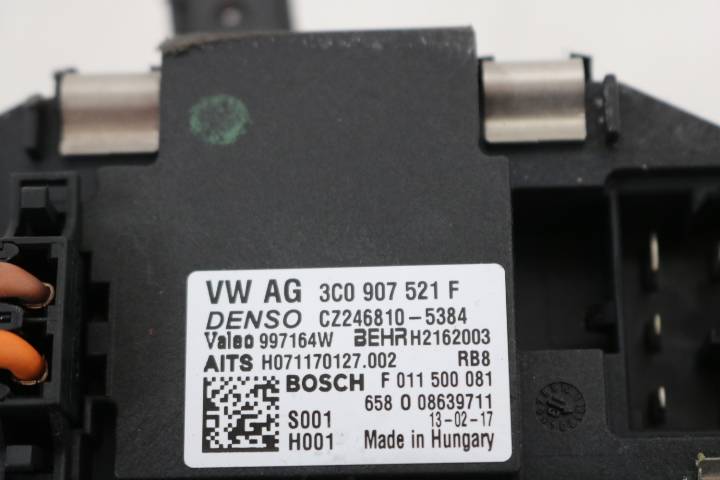 VW AG 3C0 907 521 F
DENSO CZ246810-5384
Valeo 997164W BEHR H2162003
AITS H071170127.002 RB8
BOSCH F 011 500 081
658 0 08639711
S001 13-02-17
H001 Made in Hungary